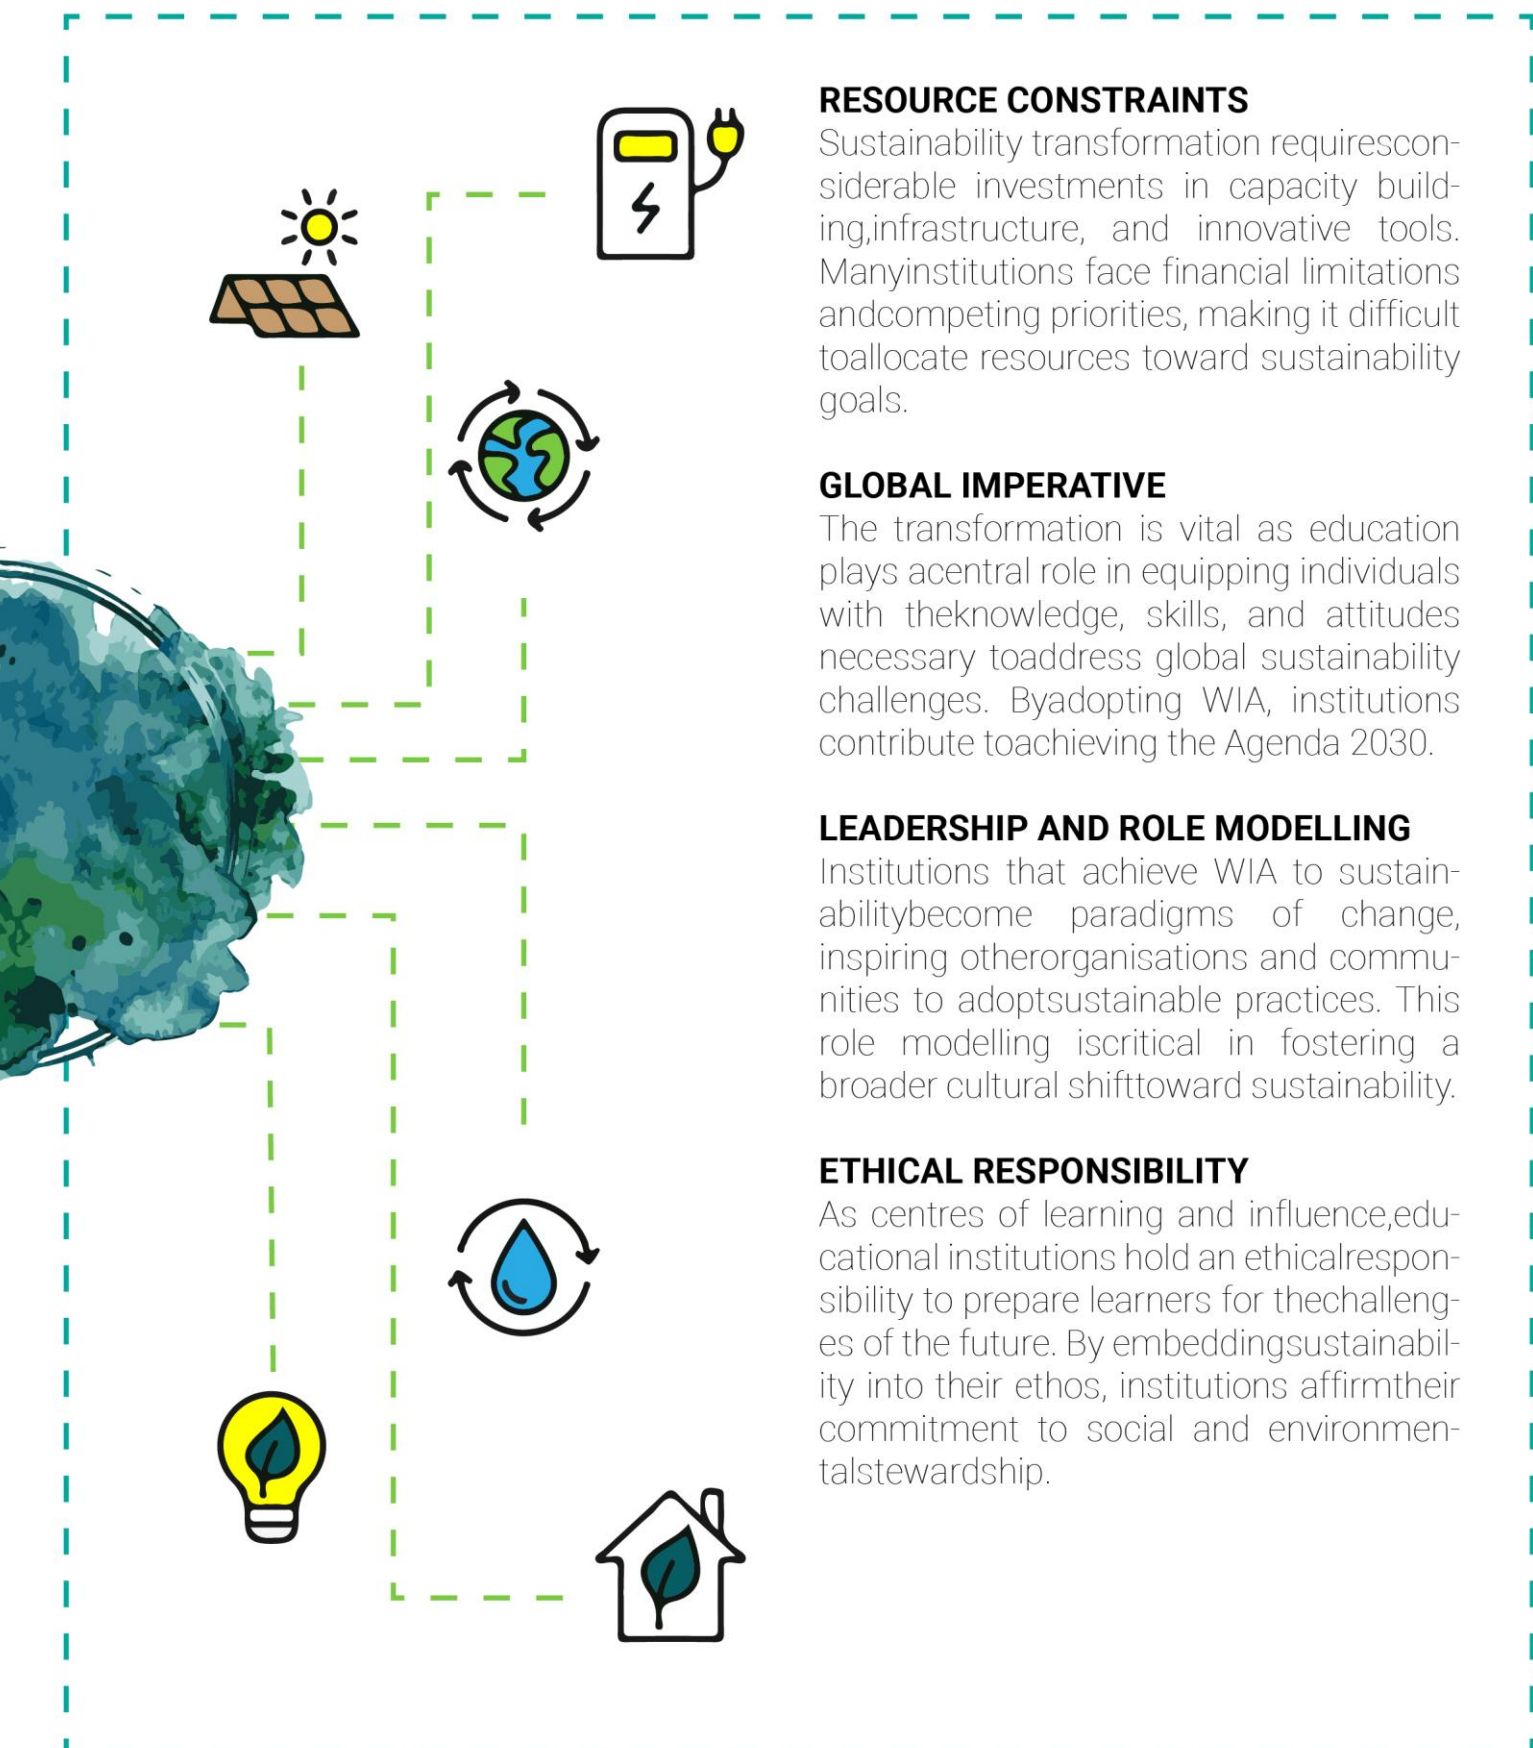 RESOURCE CONSTRAINTS
Sustainability transformation requirescon-
siderable investments in capacity build-
ing,infrastructure, and innovative tools.
Manyinstitutions face financial limitations
andcompeting priorities, making it difficult
toallocate resources toward sustainability
goals.
GLOBAL IMPERATIVE
The transformation is vital as education
plays acentral role in equipping individuals
with theknowledge, skills, and attitudes
necessary toaddress global sustainability
challenges. Byadopting WIA, institutions
contribute toachieving the Agenda 2030.
LEADERSHIP AND ROLE MODELLING
Institutions that achieve WIA to sustain-
abilitybecome paradigms of change,
inspiring otherorganisations and commu-
nities to adoptsustainable practices. This
role modelling iscritical in fostering a
broader cultural shifttoward sustainability.
ETHICAL RESPONSIBILITY
As centres of learning and influence,edu-
cational institutions hold an ethicalrespon-
sibility to prepare learners for thechalleng-
es of the future. By embeddingsustainabil-
ity into their ethos, institutions affirmtheir
commitment to social and environmen-
talstewardship.